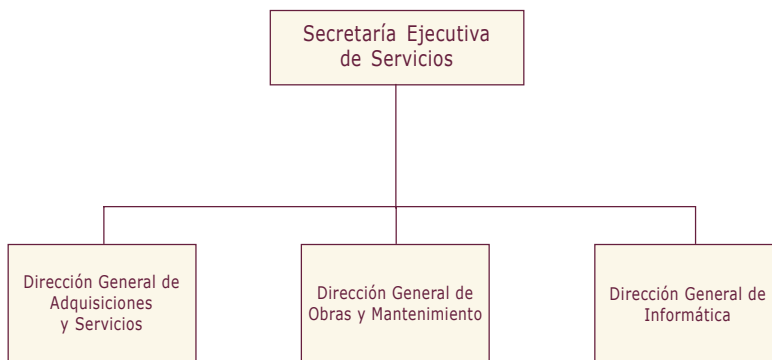 Secretaría Ejecutiva
de Servicios
Dirección General de
Adquisiciones
y Servicios
Dirección General de
Obras y Mantenimiento
Dirección General de
Informática